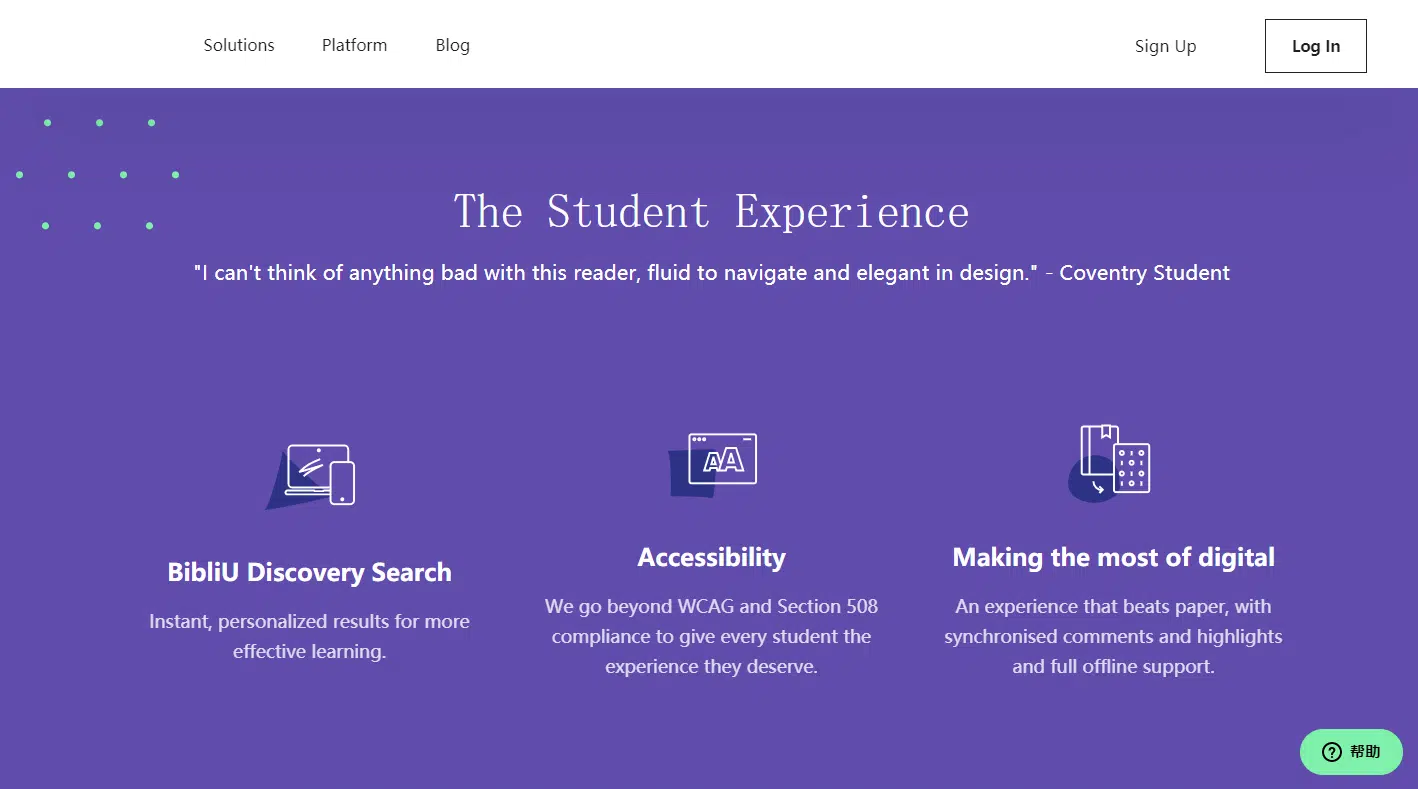 Solutions Platform Blog Sign Up Log In
The Student Experience
"I can't think of anything bad with this reader, fluid to navigate and elegant in design." - Coventry Student
AA
BibliU Discovery Search
Instant, personalized results for more
effective learning.
Accessibility
We go beyond WCAG and Section 508
compliance to give every student the
experience they deserve.
Making the most of digital
An experience that beats paper, with
synchronised comments and highlights
and full offline support.
帮助